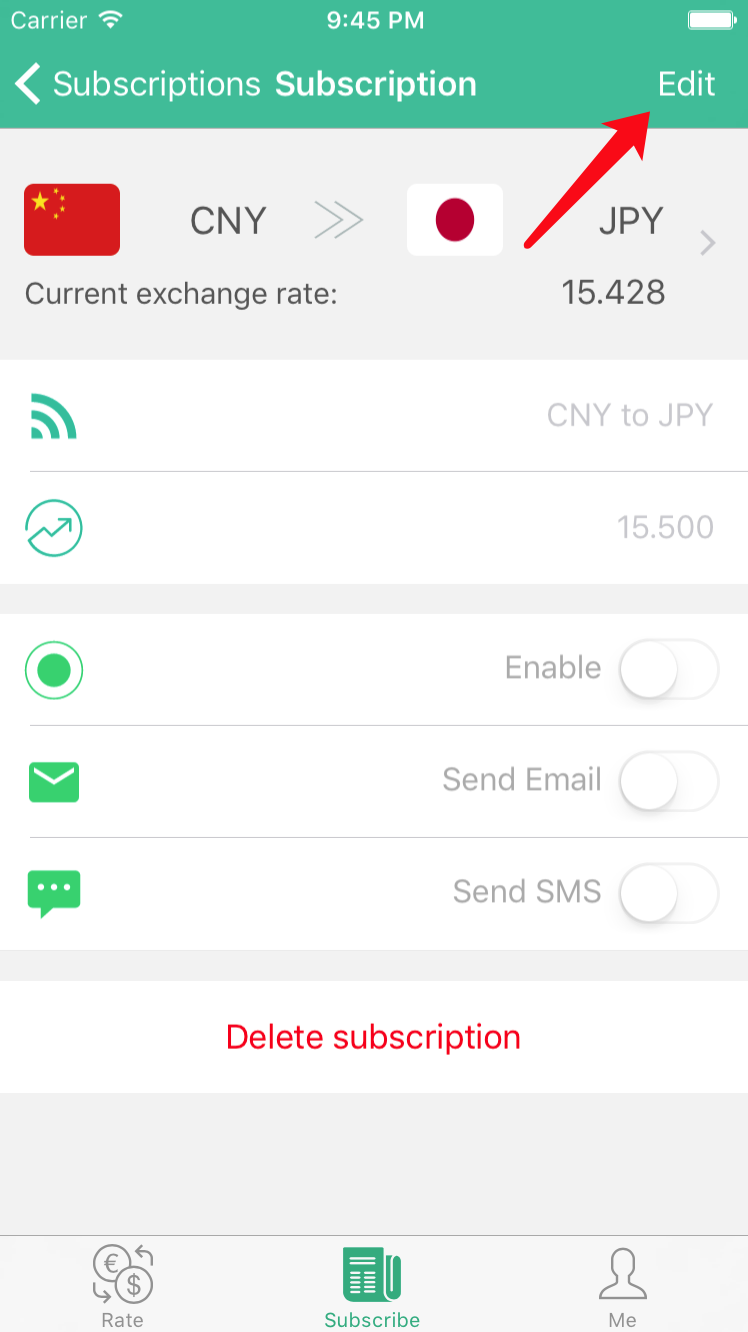 Carrier 9:45 PM
Subscriptions Subscription Edit
CNY JPY
Current exchange rate: 15.428
CNY to JPY
15.500
Enable
Send Email
Send SMS
Delete subscription
€ $
Rate Subscribe Me